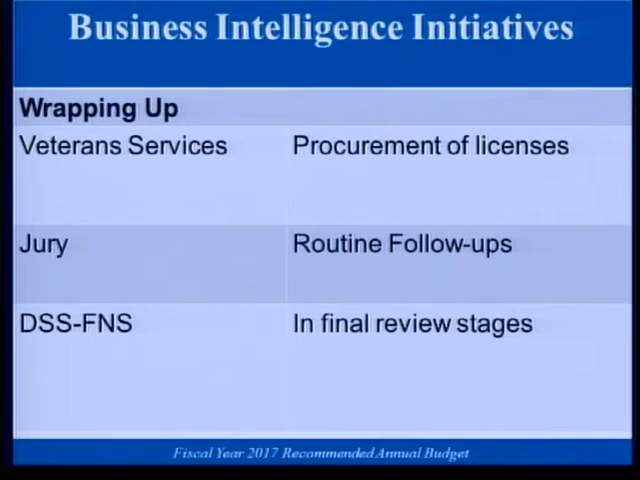 Business Intelligence Initiatives
Wrapping Up
Veterans Services Procurement of licenses
Jury Routine Follow-ups
DSS-FNS In final review stages
Fiscal Year 2017 Recommended Annual Budget